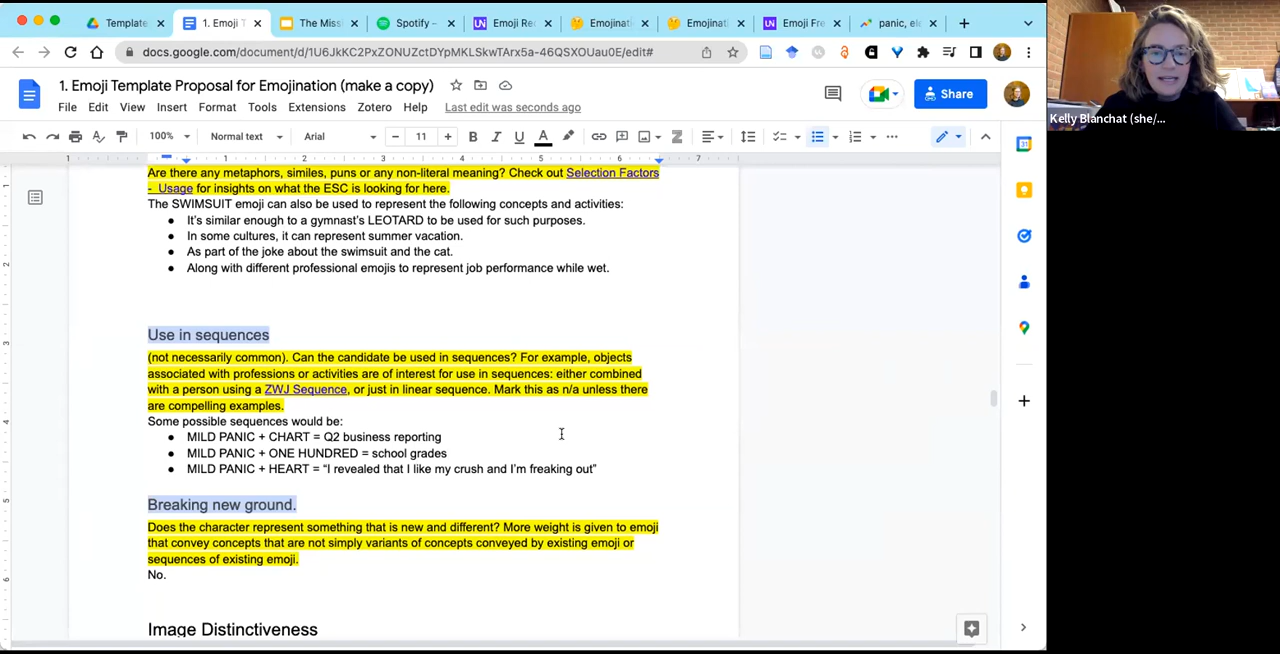 Template
1. Emoji T
The Miss
Spotify –
Emoji Re
Emojinati
Emojinati
Emoji Fre
panic, el
docs.google.com/document/d/1U6JkKC2PxZONUZctDYpMKLSkwTArx5a-46QSXOUau0E/edit#
1. Emoji Template Proposal for Emojination (make a copy)
Share
File Edit View Insert Format Tools Extensions Zotero Help Last edit was seconds ago
100% Normal text Arial 11
Kelly Blanchat (she/...
1 1 2 3 4 5 6 7
Are there any metaphors, similes, puns or any non-literal meaning? Check out Selection Factors
- Usage for insights on what the ESC is looking for here.
The SWIMSUIT emoji can also be used to represent the following concepts and activities:
● It's similar enough to a gymnast's LEOTARD to be used for such purposes.
● In some cultures, it can represent summer vacation.
● As part of the joke about the swimsuit and the cat.
● Along with different professional emojis to represent job performance while wet.
Use in sequences
(not necessarily common). Can the candidate be used in sequences? For example, objects
associated with professions or activities are of interest for use in sequences: either combined
with a person using a ZWJ Sequence, or just in linear sequence. Mark this as n/a unless there
are compelling examples.
Some possible sequences would be:
● MILD PANIC + CHART = Q2 business reporting
● MILD PANIC + ONE HUNDRED = school grades
● MILD PANIC + HEART = “I revealed that I like my crush and I'm freaking out”
Breaking new ground.
Does the character represent something that is new and different? More weight is given to emoji
that convey concepts that are not simply variants of concepts conveyed by existing emoji or
sequences of existing emoji.
No.
Image Distinctiveness